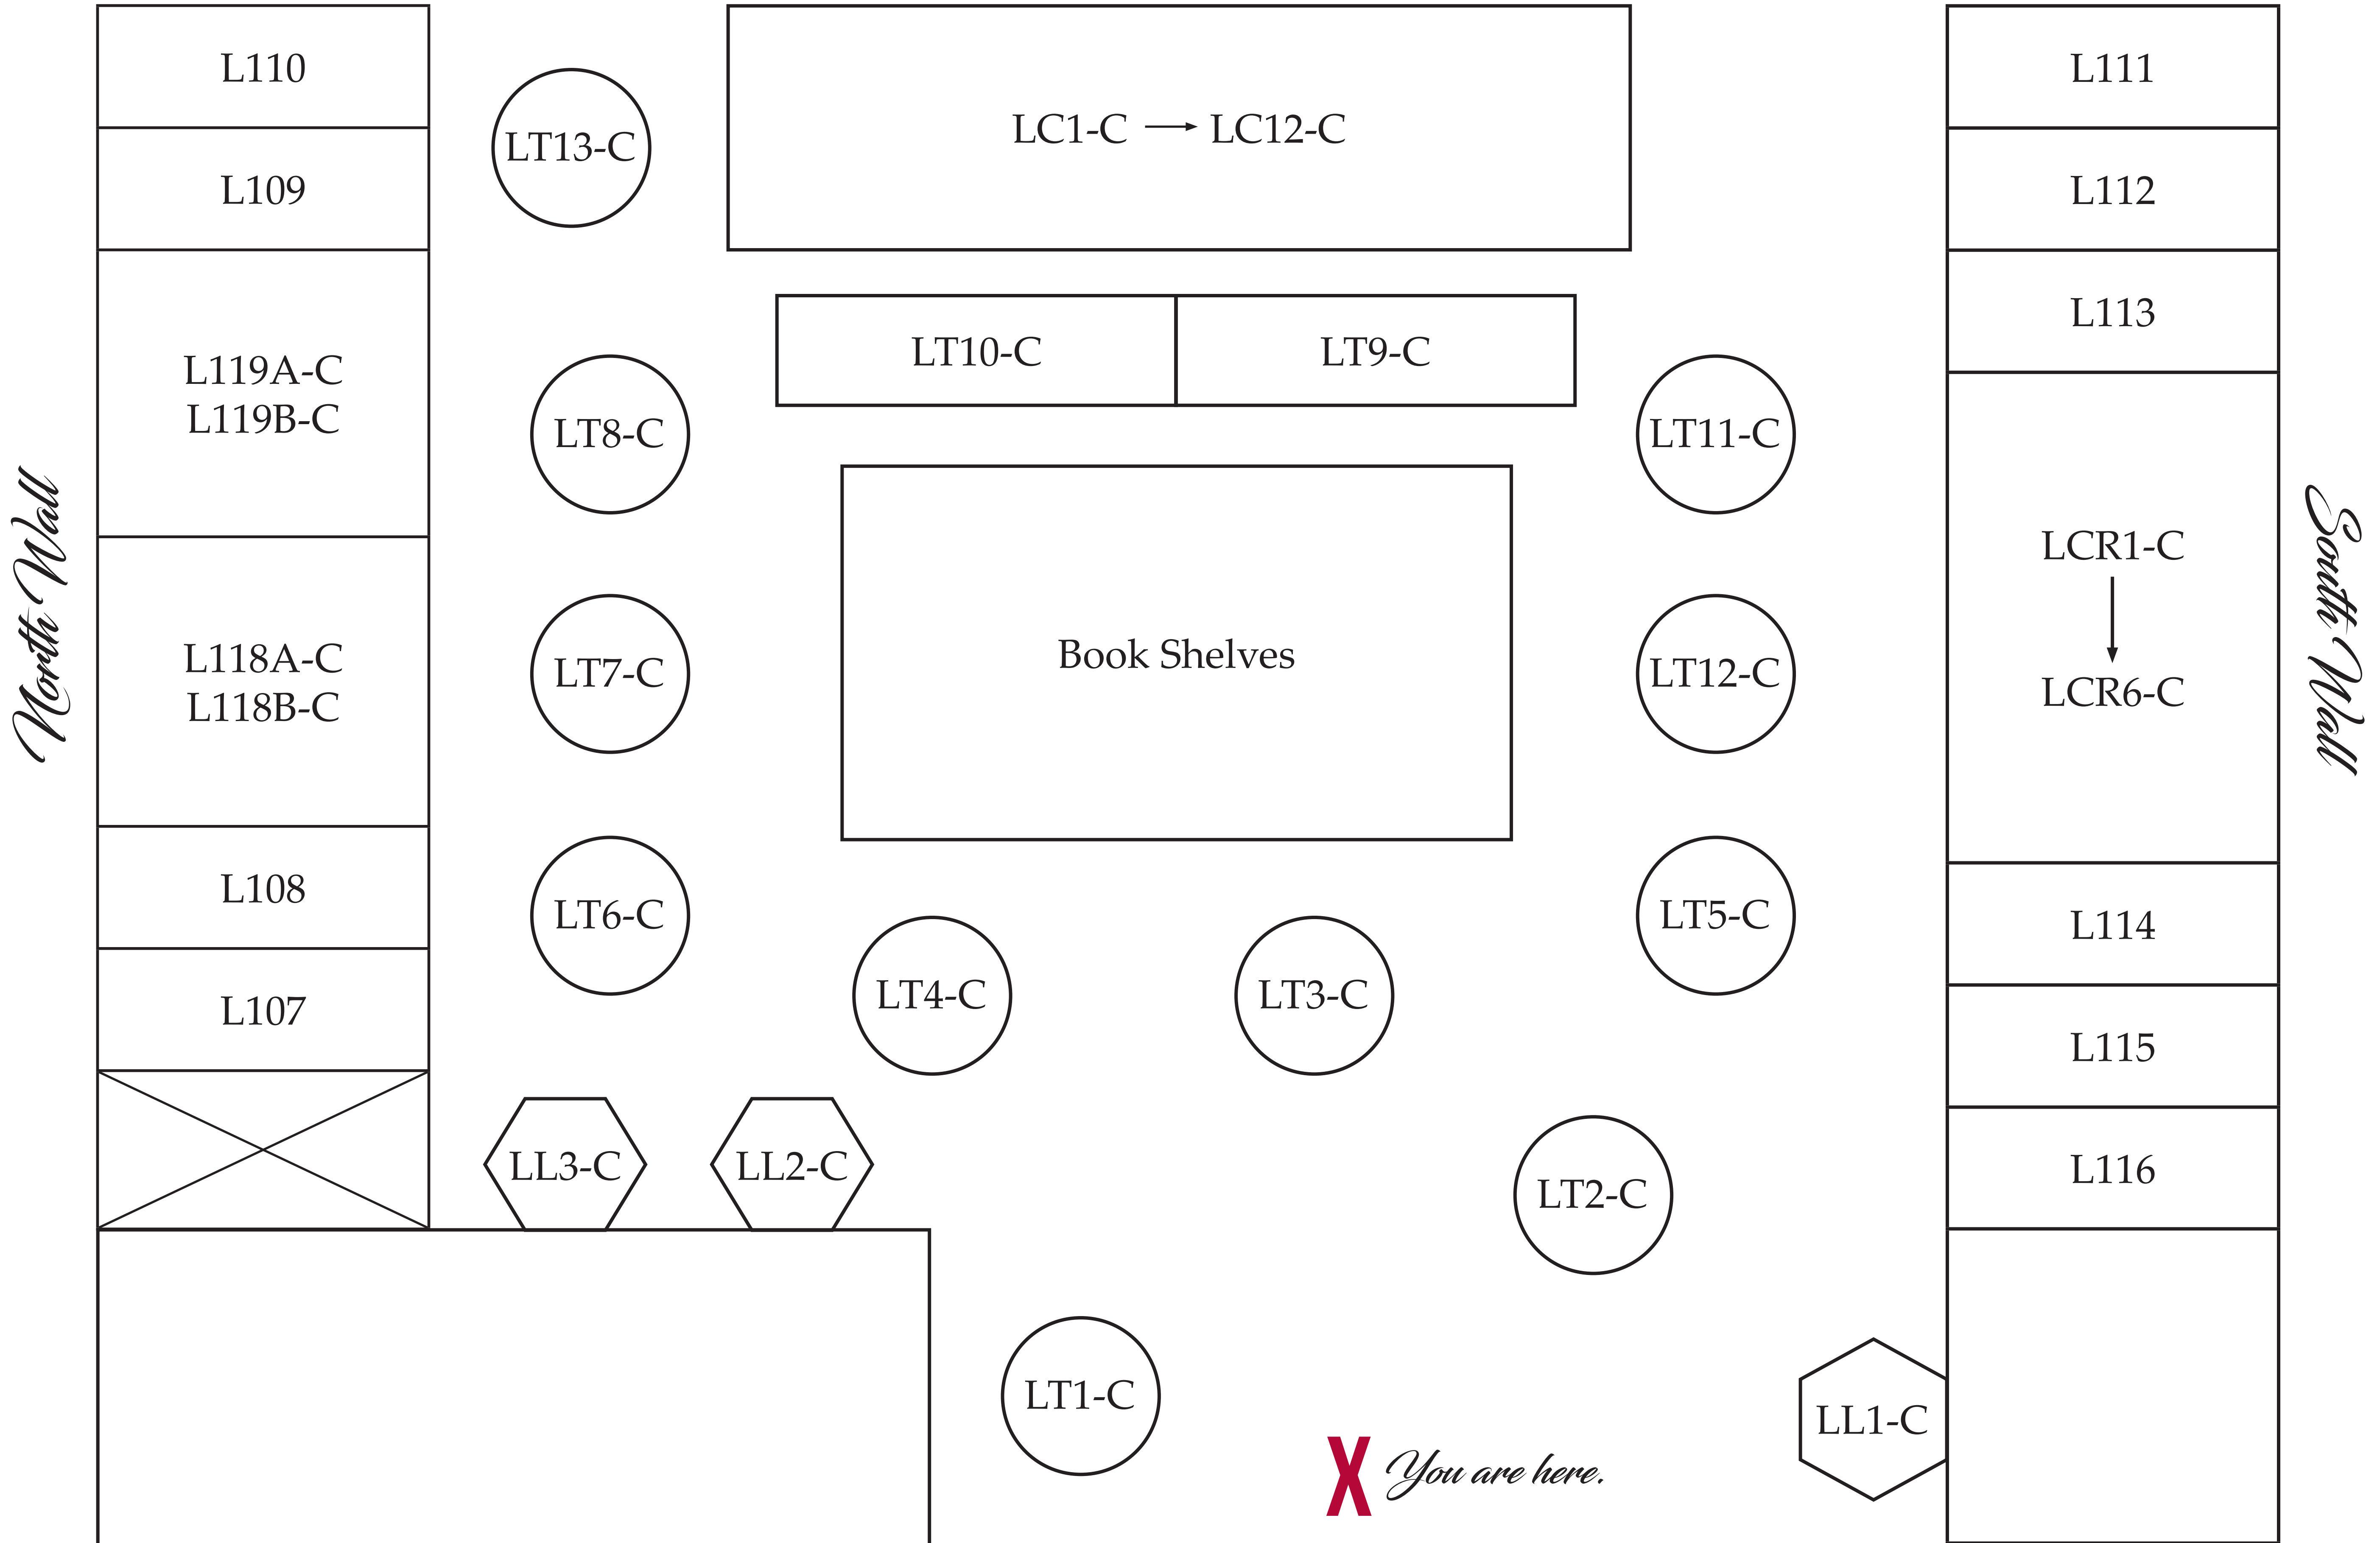 L110
L109
L119A-C
L119B-C
L118A-C
L118B-C
L108
L107
North Wall
LT13-C
LC1-C → LC12-C
LT10-C
LT9-C
LT8-C
LT11-C
LT7-C
Book Shelves
LT12-C
LT6-C
LT4-C
LT3-C
LT5-C
LL3-C
LL2-C
LT2-C
LT1-C
X You are here.
LL1-C
L111
L112
L113
LCR1-C
↓
LCR6-C
L114
L115
L116
South Wall